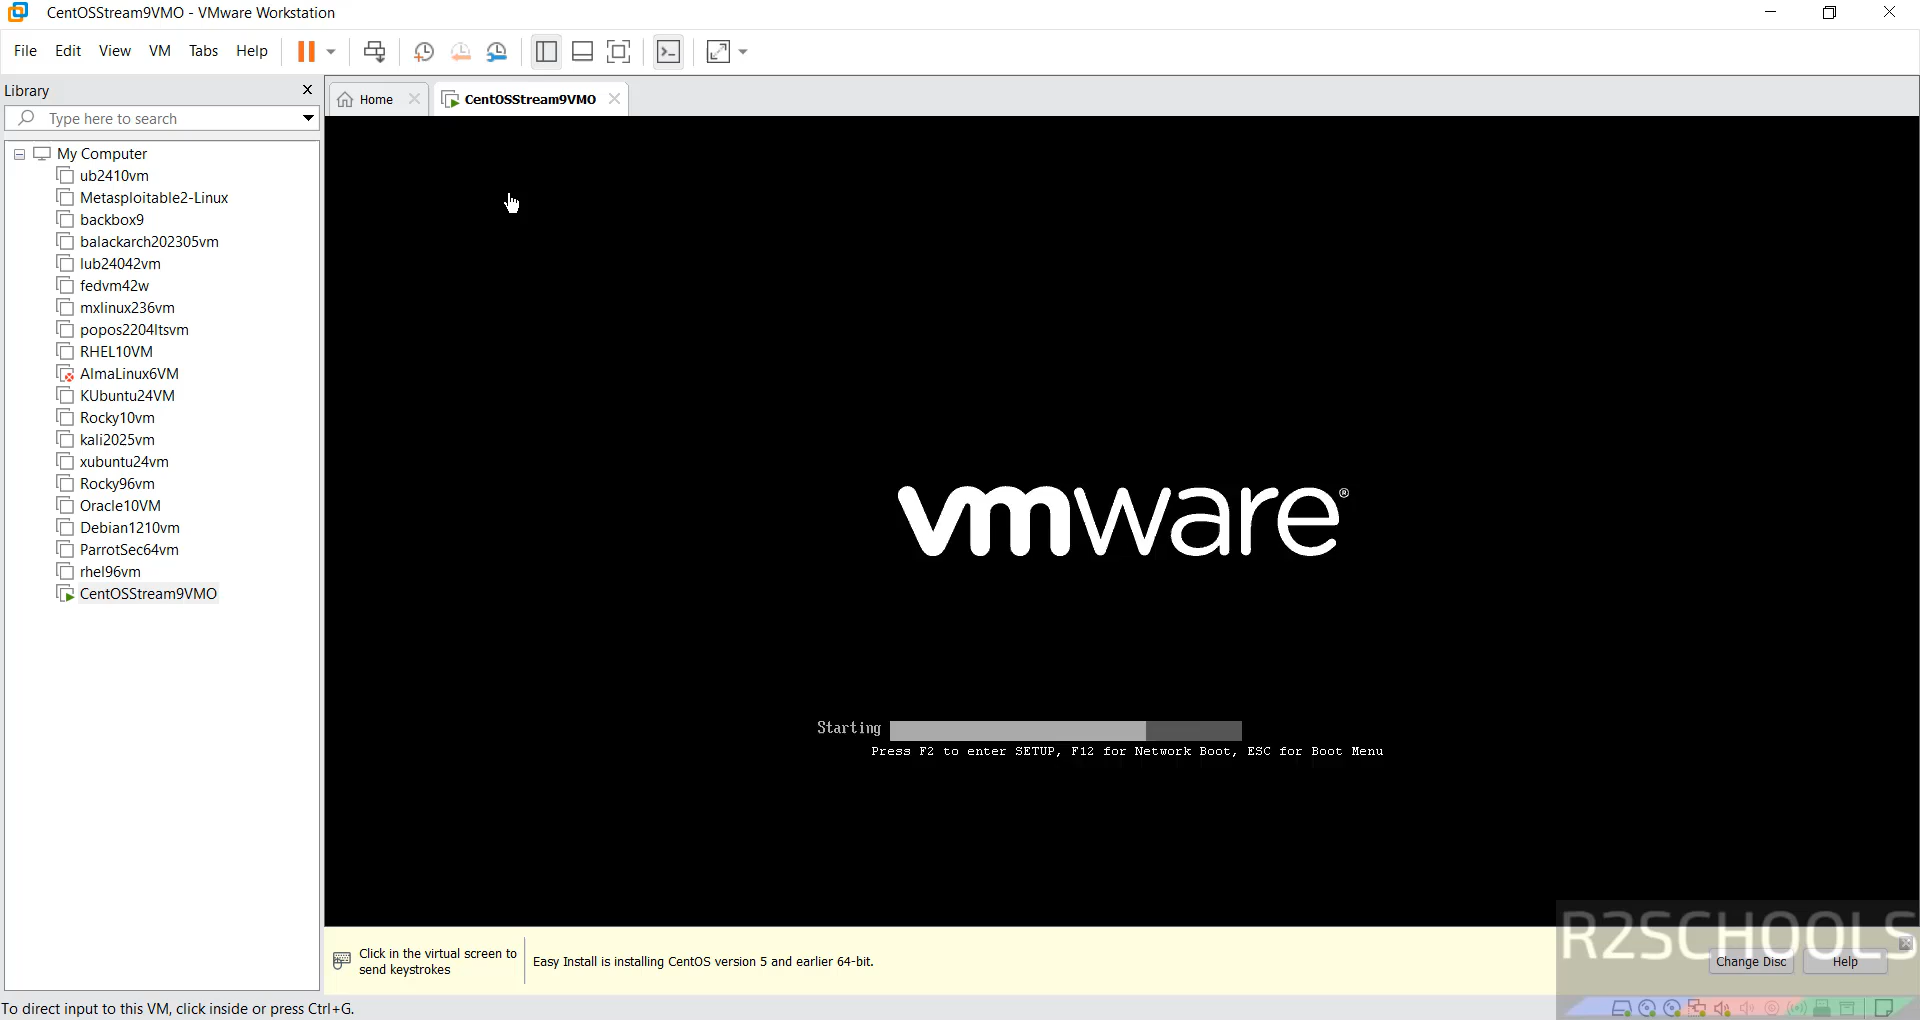 CentOSStream9VMO - VMware Workstation
File Edit View VM Tabs Help
Library
Type here to search
Home
CentOSStream9VMO
My Computer
ub2410vm
Metasploitable2-Linux
backbox9
balackarch202305vm
lub24042vm
fedvm42w
mxlinux236vm
popos2204ltsvm
RHEL10VM
AlmaLinux6VM
KUbuntu24VM
Rocky10vm
kali2025vm
xubuntu24vm
Rocky96vm
Oracle10VM
Debian1210vm
ParrotSec64vm
rhel96vm
CentOSStream9VMO
vmware®
Starting
Press F2 to enter SETUP, F12 for Network Boot, ESC for Boot Menu
Click in the virtual screen to
send keystrokes
Easy Install is installing CentOS version 5 and earlier 64-bit.
R2SCHOOLS
Change Disc
Help
To direct input to this VM, click inside or press Ctrl+G.